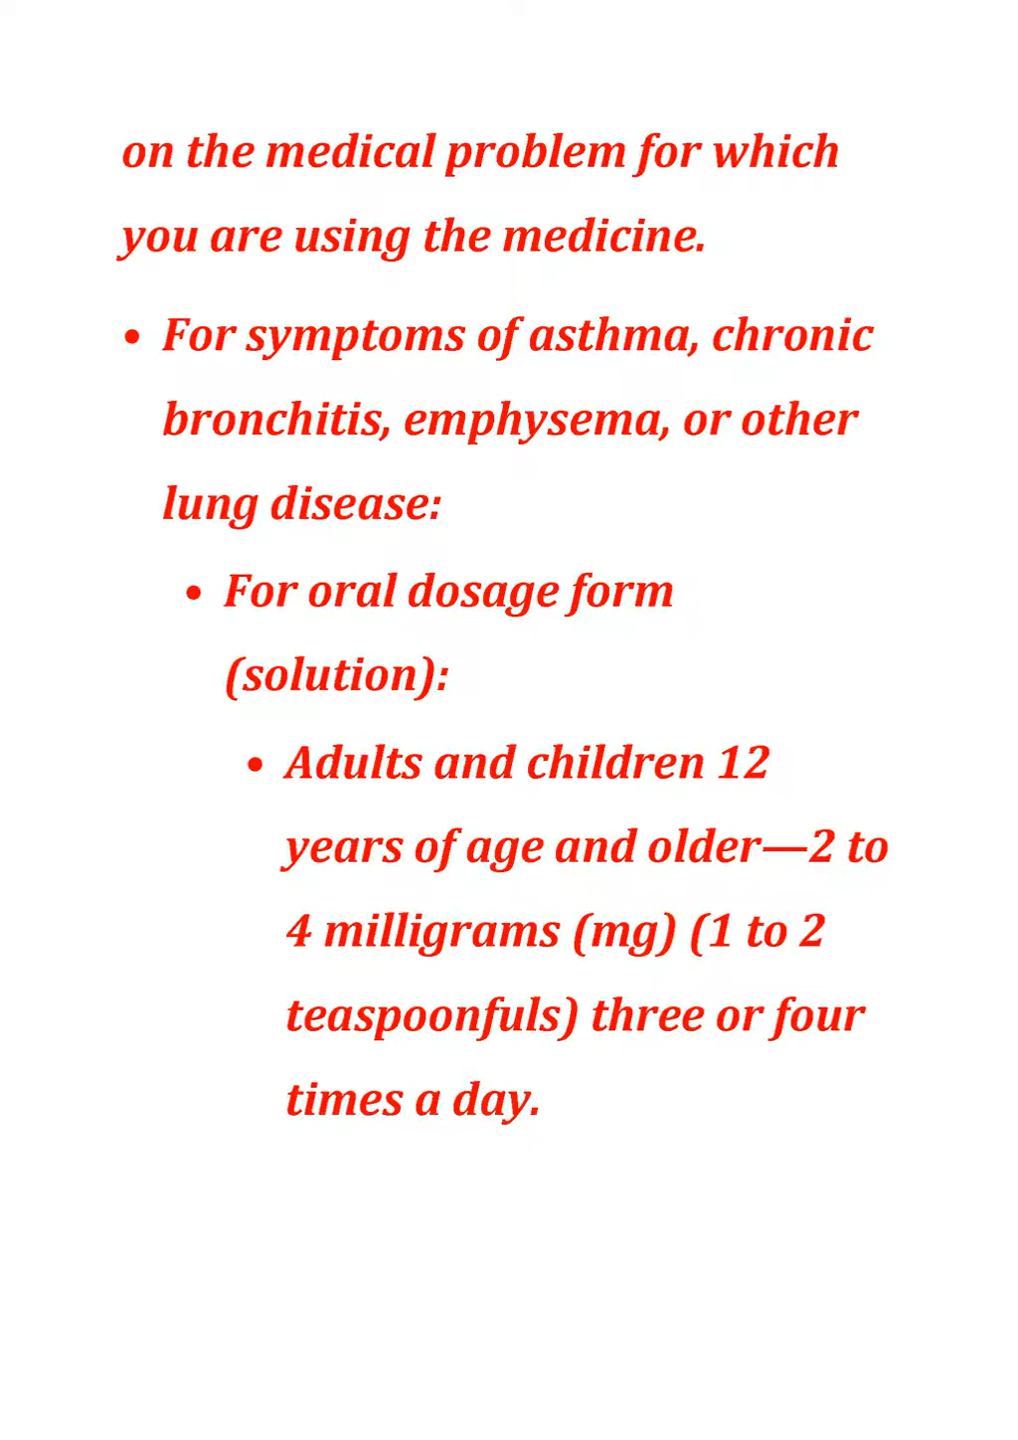 on the medical problem for which
you are using the medicine.
• For symptoms of asthma, chronic
bronchitis, emphysema, or other
lung disease:
• For oral dosage form
(solution):
• Adults and children 12
years of age and older—2 to
4 milligrams (mg) (1 to 2
teaspoonfuls) three or four
times a day.